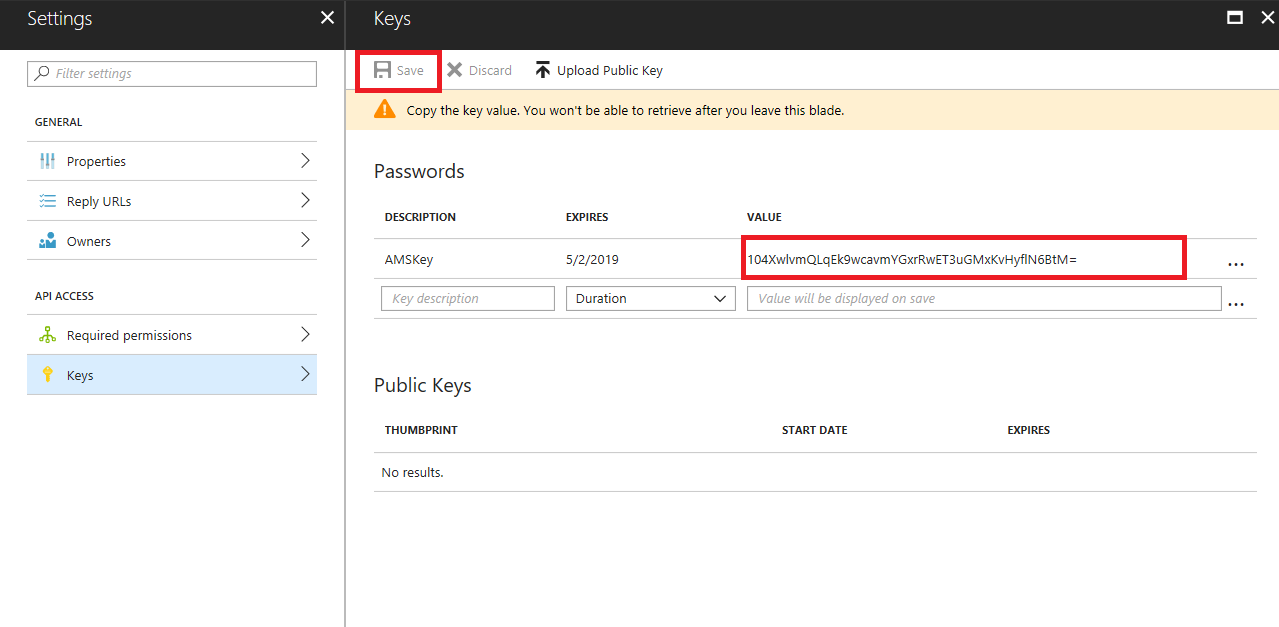 Settings
Filter settings
GENERAL
Properties
Reply URLs
Owners
API ACCESS
Required permissions
Keys
Keys
Save Discard Upload Public Key
Copy the key value. You won't be able to retrieve after you leave this blade.
Passwords
DESCRIPTION EXPIRES VALUE
AMSKey 5/2/2019 104XwlvmQLqEk9wcavmYGxrRwET3uGMxKvHyflN6BtM=
Key description Duration Value will be displayed on save
Public Keys
THUMBPRINT START DATE EXPIRES
No results.